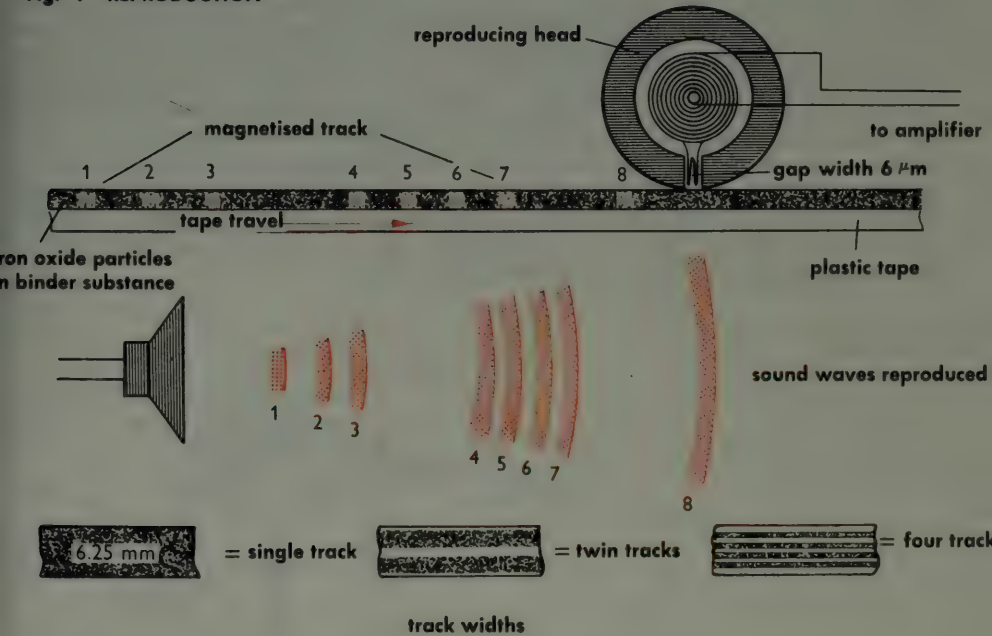 reproducing head
to amplifier
magnetised track
1 2 3 4 5 6 7 8
gap width 6 µm
tape travel
iron oxide particles
in binder substance
plastic tape
sound waves reproduced
1 2 3 4 5 6 7 8
6.25 mm = single track = twin tracks = four track
track widths